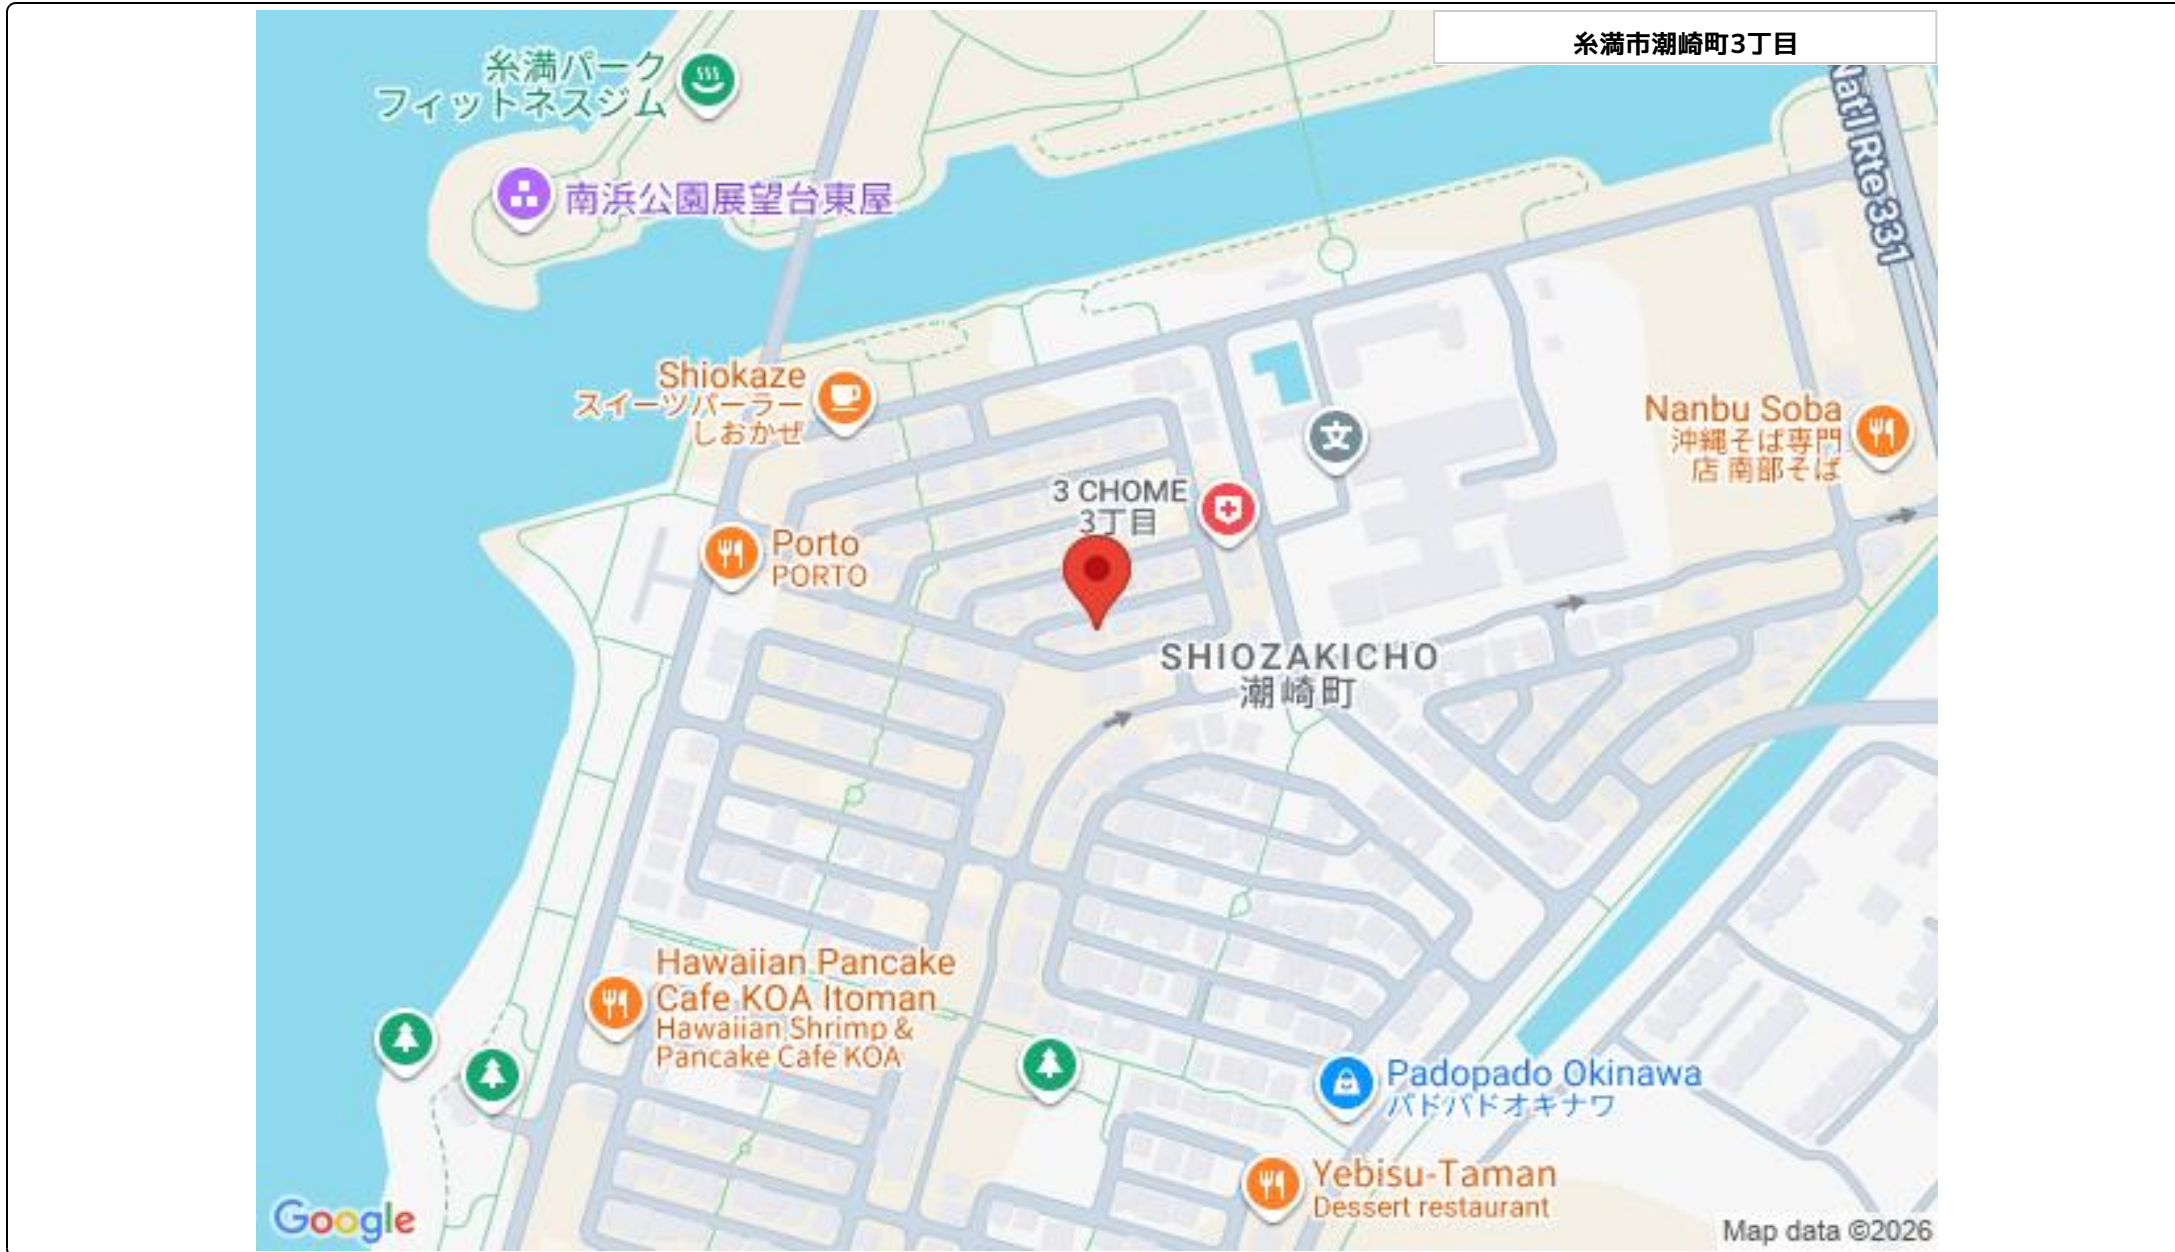 糸満市潮崎町3丁目
糸満パーク
フィットネスジム
Nat'l Rte 331
南浜公園展望台東屋
Shiokaze
スイーツパーラー
しおかぜ
Nanbu Soba
沖縄そば専門
店 南部そば
文
3 CHOME
3丁目
Porto
PORTO
SHIOZAKICHO
潮崎町
Hawaiian Pancake
Cafe KOA Itoman
Hawaiian Shrimp &
Pancake Cafe KOA
Padopado Okinawa
パドパドオキナワ
Yebisu-Taman
Dessert restaurant
Google
Map data ©2026